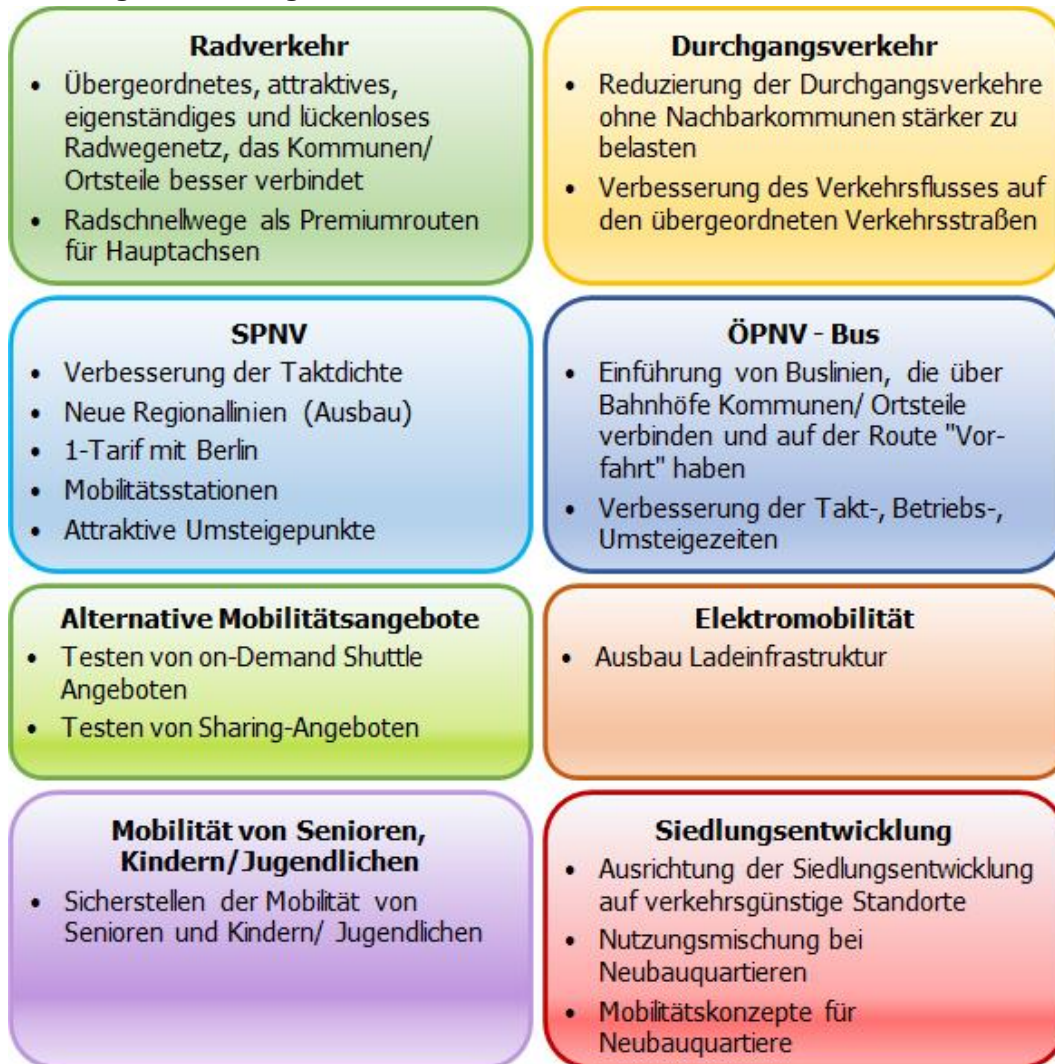 Radverkehr
• Übergeordnetes, attraktives,
eigenständiges und lückenloses
Radwegenetz, das Kommunen/
Ortsteile besser verbindet
• Radschnellwege als Premiumrouten
für Hauptachsen
Durchgangsverkehr
• Reduzierung der Durchgangsverkehre
ohne Nachbarkommunen stärker zu
belasten
• Verbesserung des Verkehrsflusses auf
den übergeordneten Verkehrsstraßen
SPNV
• Verbesserung der Taktdichte
• Neue Regionallinien (Ausbau)
• 1-Tarif mit Berlin
• Mobilitätsstationen
• Attraktive Umsteigepunkte
ÖPNV - Bus
• Einführung von Buslinien, die über
Bahnhöfe Kommunen/ Ortsteile
verbinden und auf der Route "Vor-
fahrt" haben
• Verbesserung der Takt-, Betriebs-,
Umsteigezeiten
Alternative Mobilitätsangebote
• Testen von on-Demand Shuttle
Angeboten
• Testen von Sharing-Angeboten
Elektromobilität
• Ausbau Ladeinfrastruktur
Mobilität von Senioren,
Kindern/Jugendlichen
• Sicherstellen der Mobilität von
Senioren und Kindern/ Jugendlichen
Siedlungsentwicklung
• Ausrichtung der Siedlungsentwicklung
auf verkehrsgünstige Standorte
• Nutzungsmischung bei
Neubauquartieren
• Mobilitätskonzepte für
Neubauquartiere